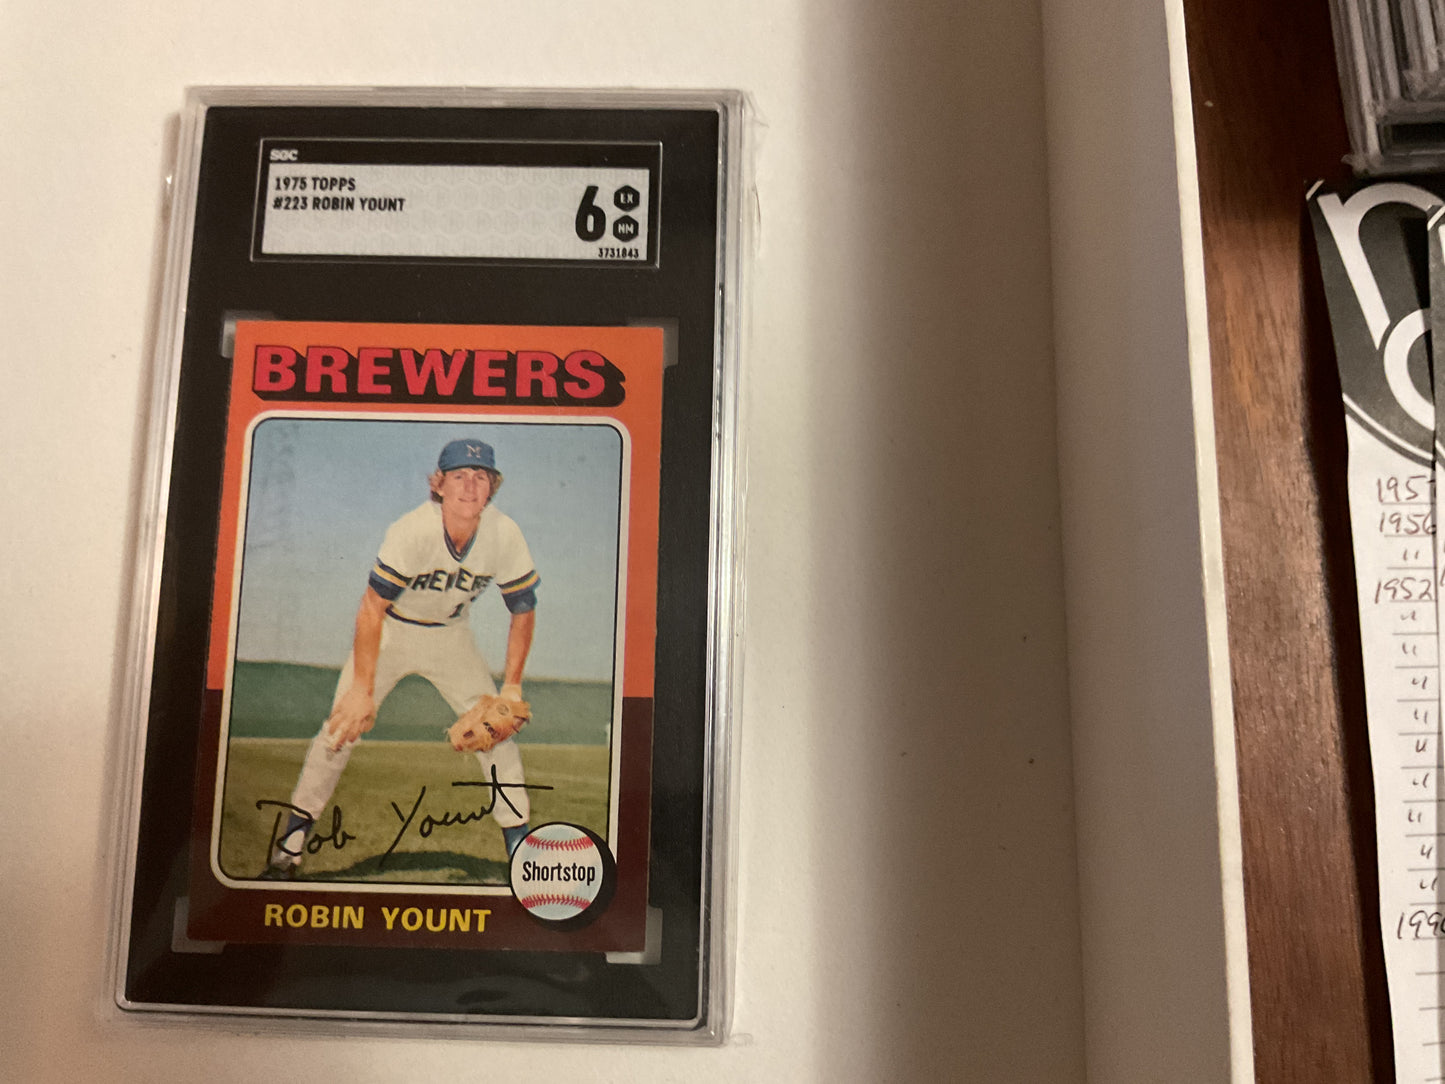 SGC
1975 TOPPS
#223 ROBIN YOUNT
6
EX
NM
3731843
BREWERS
M
BREWERS
Rob Yount
Shortstop
ROBIN YOUNT
1956
"
1952
"
"
"
"
"
"
"
"
"